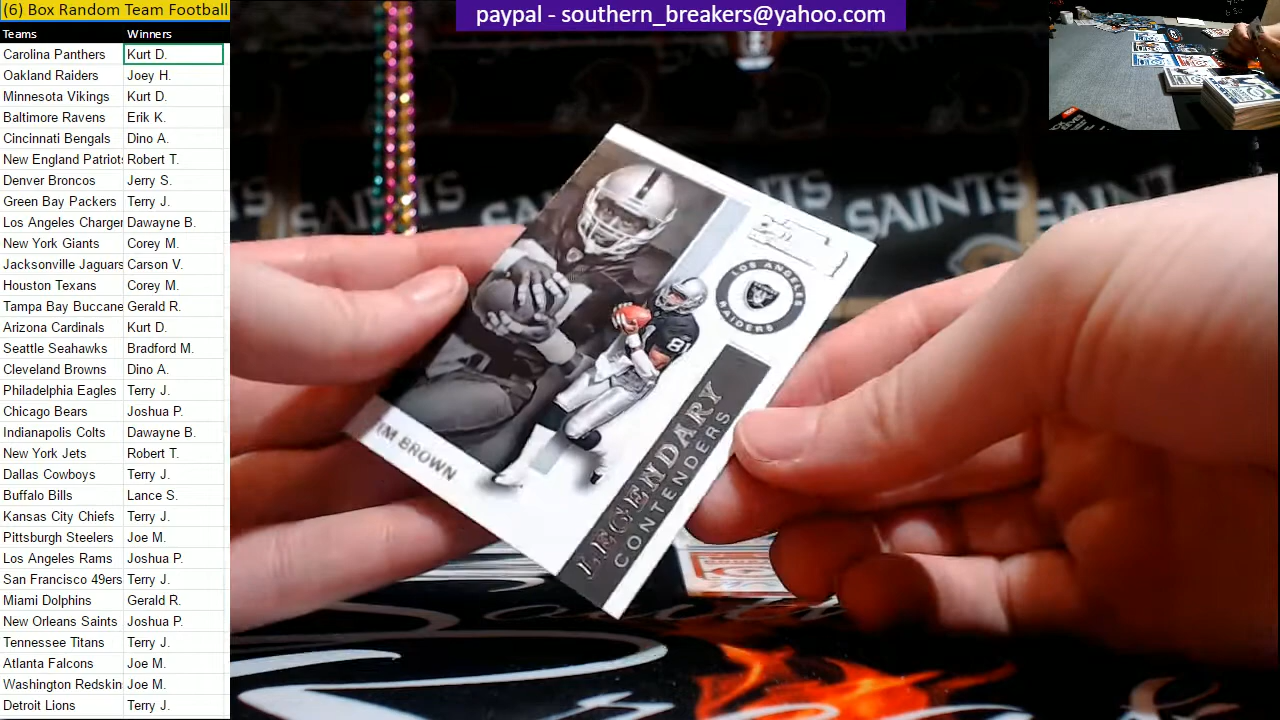 (6) Box Random Team Football
paypal - southern_breakers@yahoo.com
Teams Winners
Carolina Panthers Kurt D.
Oakland Raiders Joey H.
Minnesota Vikings Kurt D.
Baltimore Ravens Erik K.
Cincinnati Bengals Dino A.
New England Patriots Robert T.
Denver Broncos Jerry S.
Green Bay Packers Terry J.
Los Angeles Charger Dawayne B.
New York Giants Corey M.
Jacksonville Jaguars Carson V.
Houston Texans Corey M.
Tampa Bay Buccane Gerald R.
Arizona Cardinals Kurt D.
Seattle Seahawks Bradford M.
Cleveland Browns Dino A.
Philadelphia Eagles Terry J.
Chicago Bears Joshua P.
Indianapolis Colts Dawayne B.
New York Jets Robert T.
Dallas Cowboys Terry J.
Buffalo Bills Lance S.
Kansas City Chiefs Terry J.
Pittsburgh Steelers Joe M.
Los Angeles Rams Joshua P.
San Francisco 49ers Terry J.
Miami Dolphins Gerald R.
New Orleans Saints Joshua P.
Tennessee Titans Terry J.
Atlanta Falcons Joe M.
Washington Redskin Joe M.
Detroit Lions Terry J.
SAINTS
SAINTS
SAINTS
LOS ANGELES
RAIDERS
81
TIM BROWN
LEGENDARY
CONTENDERS